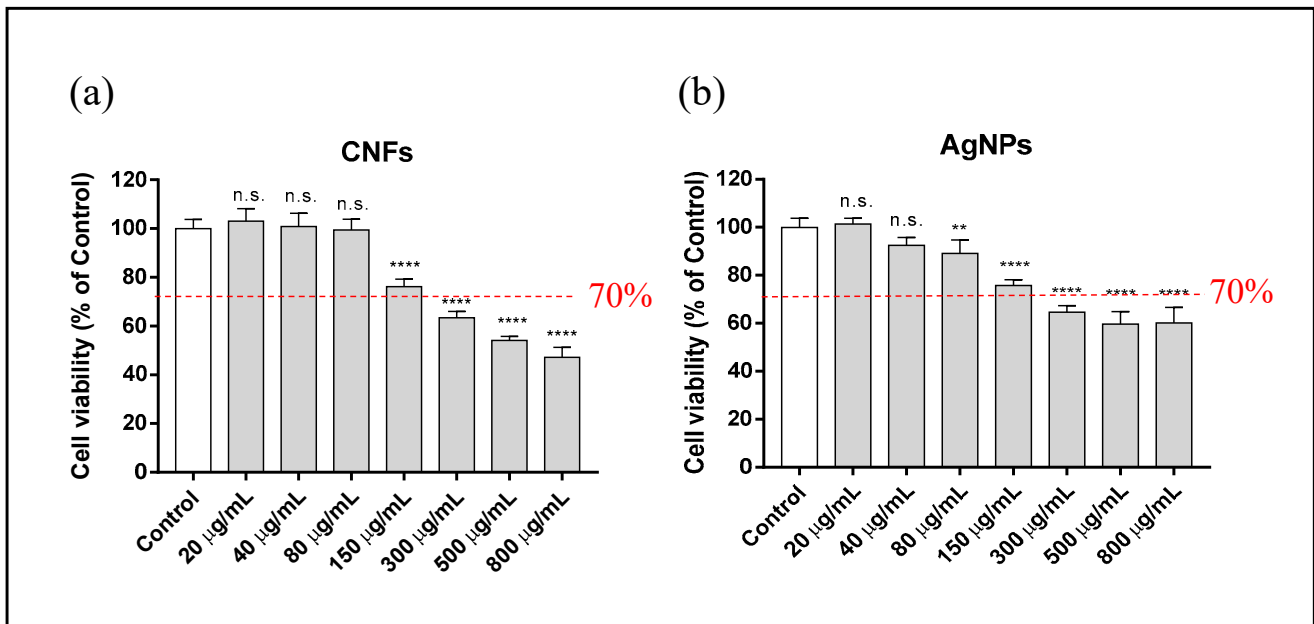 (a)
CNFs
Cell viability (% of Control)
120
100
80
60
40
20
0
n.s.
n.s.
n.s.
****
****
****
****
70%
Control
20 μg/mL
40 μg/mL
80 μg/mL
150 μg/mL
300 μg/mL
500 μg/mL
800 μg/mL
(b)
AgNPs
Cell viability (% of Control)
120
100
80
60
40
20
0
n.s.
n.s.
**
****
****
****
****
70%
Control
20 μg/mL
40 μg/mL
80 μg/mL
150 μg/mL
300 μg/mL
500 μg/mL
800 μg/mL